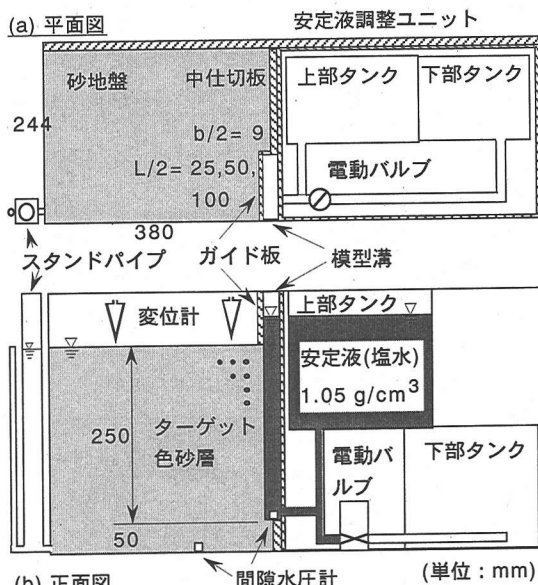 (a) 平面図
安定液調整ユニット
砂地盤
中仕切板
上部タンク
下部タンク
244
b/2= 9
L/2= 25,50,
100
電動バルブ
380
スタンドパイプ
ガイド板
模型溝
変位計
上部タンク
安定液(塩水)
1.05 g/cm3
250
ターゲット
色砂層
電動バ
ルブ
下部タンク
50
(b) 正面図
間隙水圧計
(単位：mm)